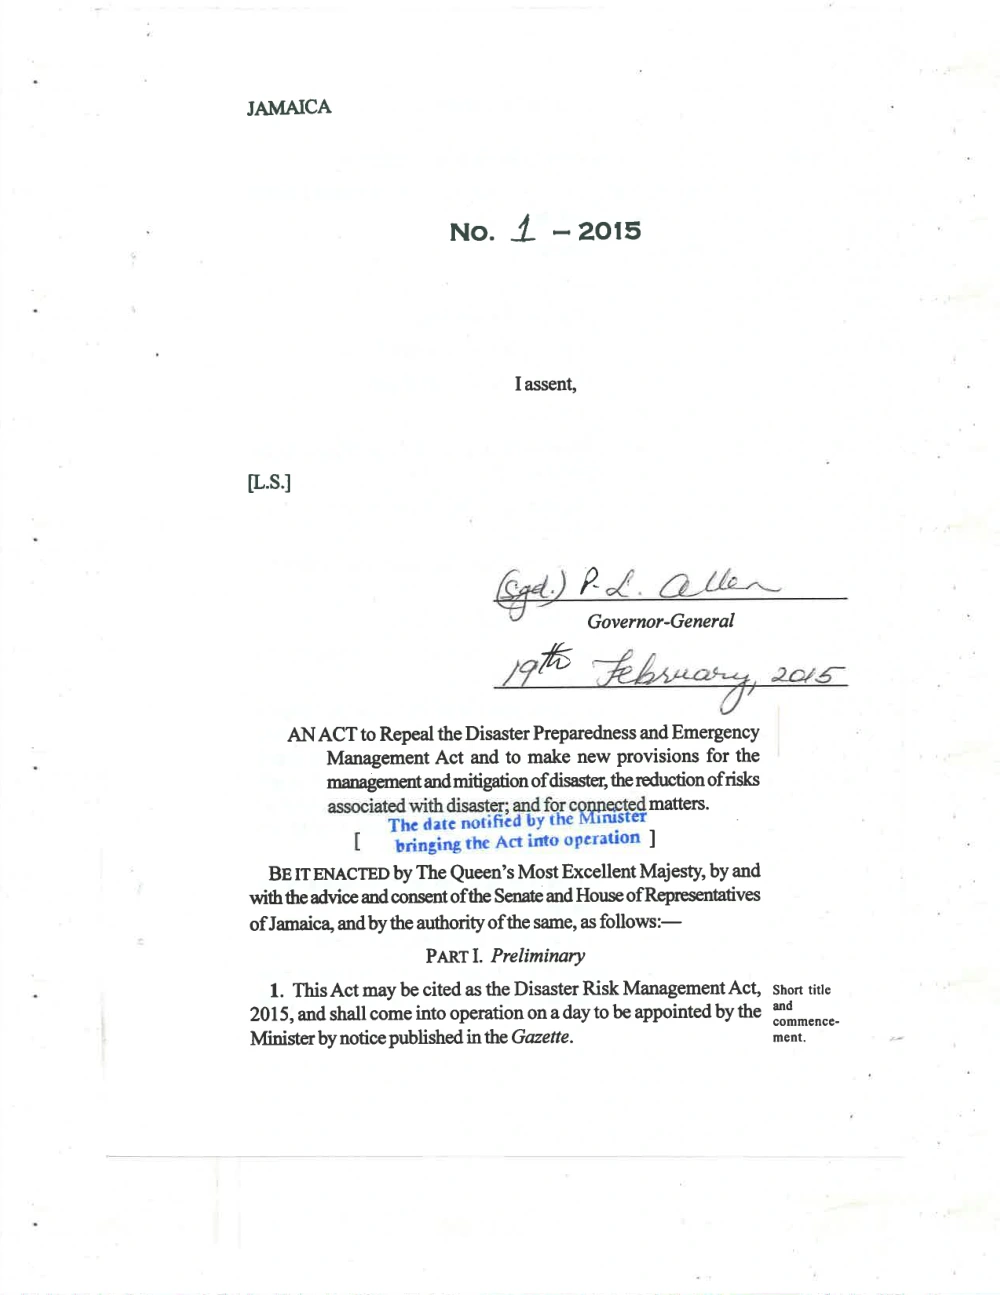 JAMAICA
No. 1 – 2015
I assent,
[L.S.]
(Sgd.) P. L. Allen
Governor-General
19th February, 2015
AN ACT to Repeal the Disaster Preparedness and Emergency
Management Act and to make new provisions for the
management and mitigation of disaster, the reduction of risks
associated with disaster; and for connected matters.
The date notified by the Minister
[ bringing the Act into operation ]
BE IT ENACTED by The Queen's Most Excellent Majesty, by and
with the advice and consent of the Senate and House of Representatives
of Jamaica, and by the authority of the same, as follows:—
PART I. Preliminary
1. This Act may be cited as the Disaster Risk Management Act,
2015, and shall come into operation on a day to be appointed by the
Minister by notice published in the Gazette.
Short title
and
commence-
ment.